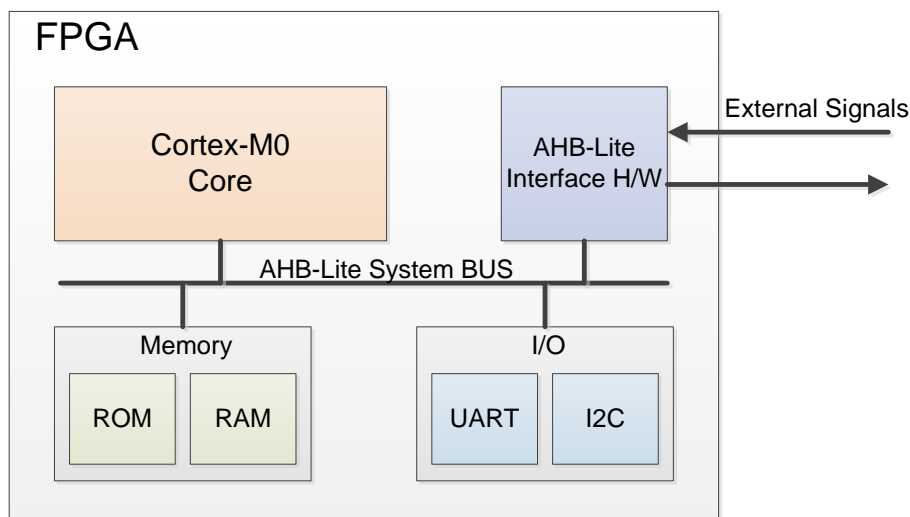 FPGA
Cortex-M0
Core
AHB-Lite
Interface H/W
External Signals
AHB-Lite System BUS
Memory
ROM
RAM
I/O
UART
I2C